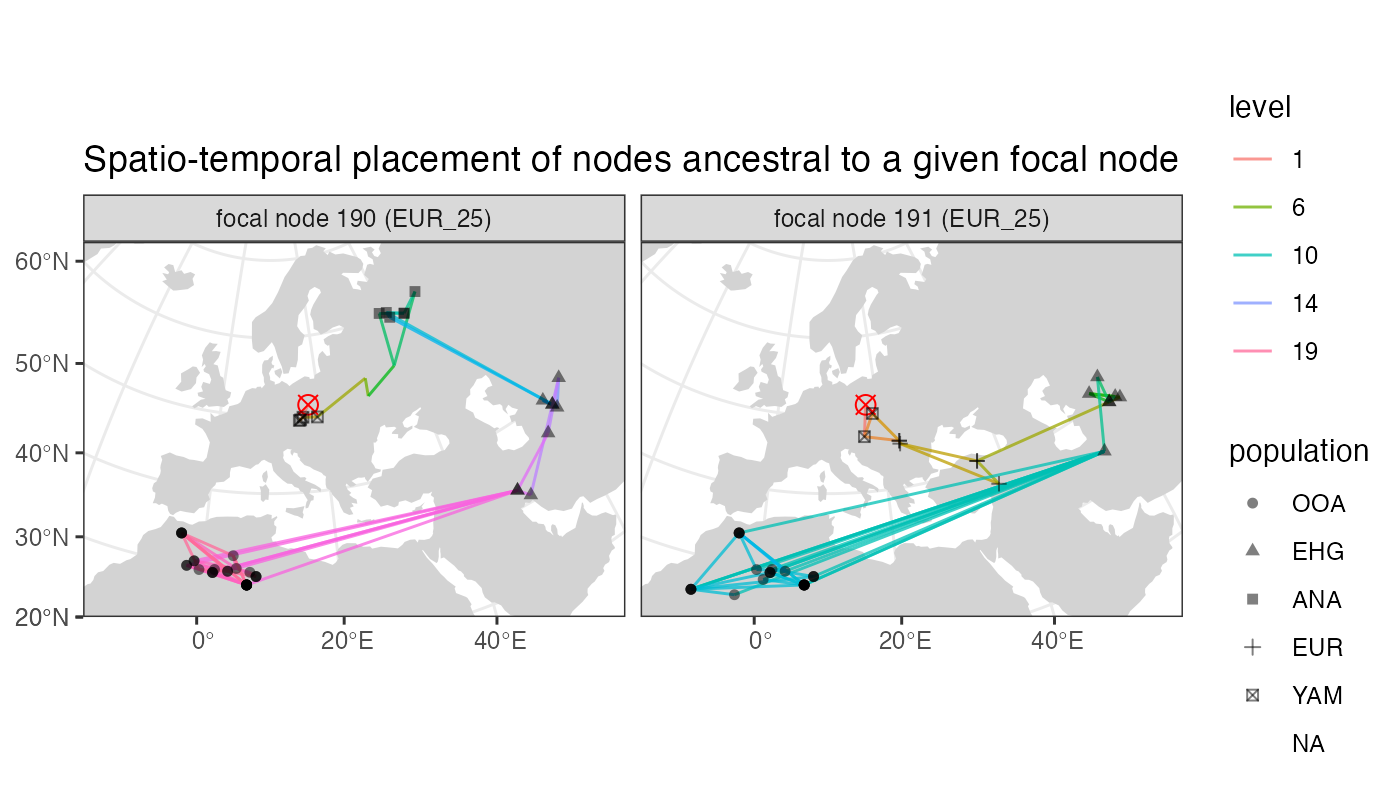 Spatio-temporal placement of nodes ancestral to a given focal node
focal node 190 (EUR_25)
focal node 191 (EUR_25)
60°N
50°N
40°N
30°N
20°N
0°
20°E
40°E
0°
20°E
40°E
level
1
6
10
14
19
population
OOA
EHG
ANA
EUR
YAM
NA